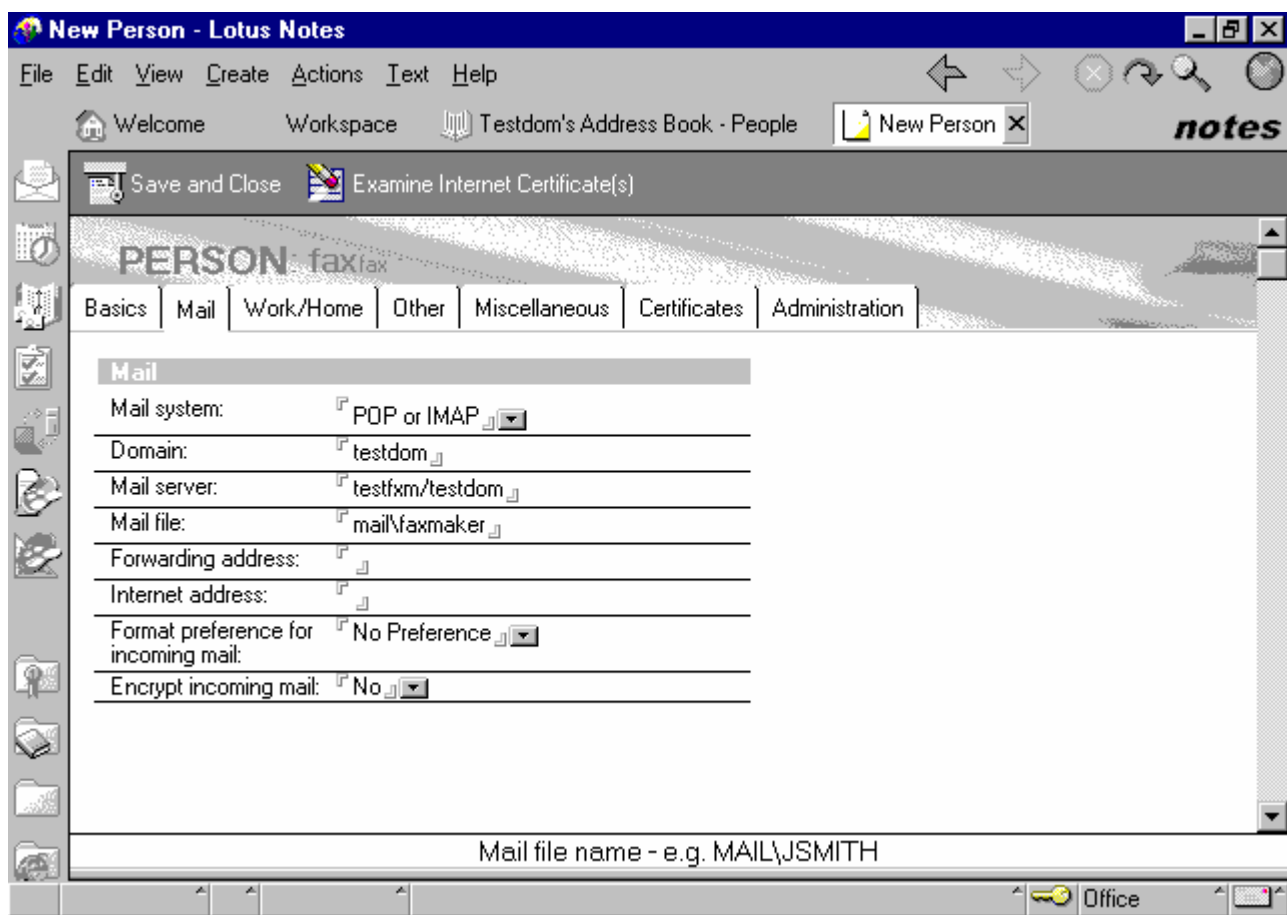 New Person - Lotus Notes
File Edit View Create Actions Text Help
Welcome Workspace Testdom's Address Book - People New Person notes
Save and Close Examine Internet Certificate(s)
PERSON: fax fax
Basics Mail Work/Home Other Miscellaneous Certificates Administration
Mail
Mail system: POP or IMAP
Domain: testdom
Mail server: testfxm/testdom
Mail file: mail\faxmaker
Forwarding address:
Internet address:
Format preference for No Preference
incoming mail:
Encrypt incoming mail: No
Mail file name - e.g. MAIL\JSMITH
Office